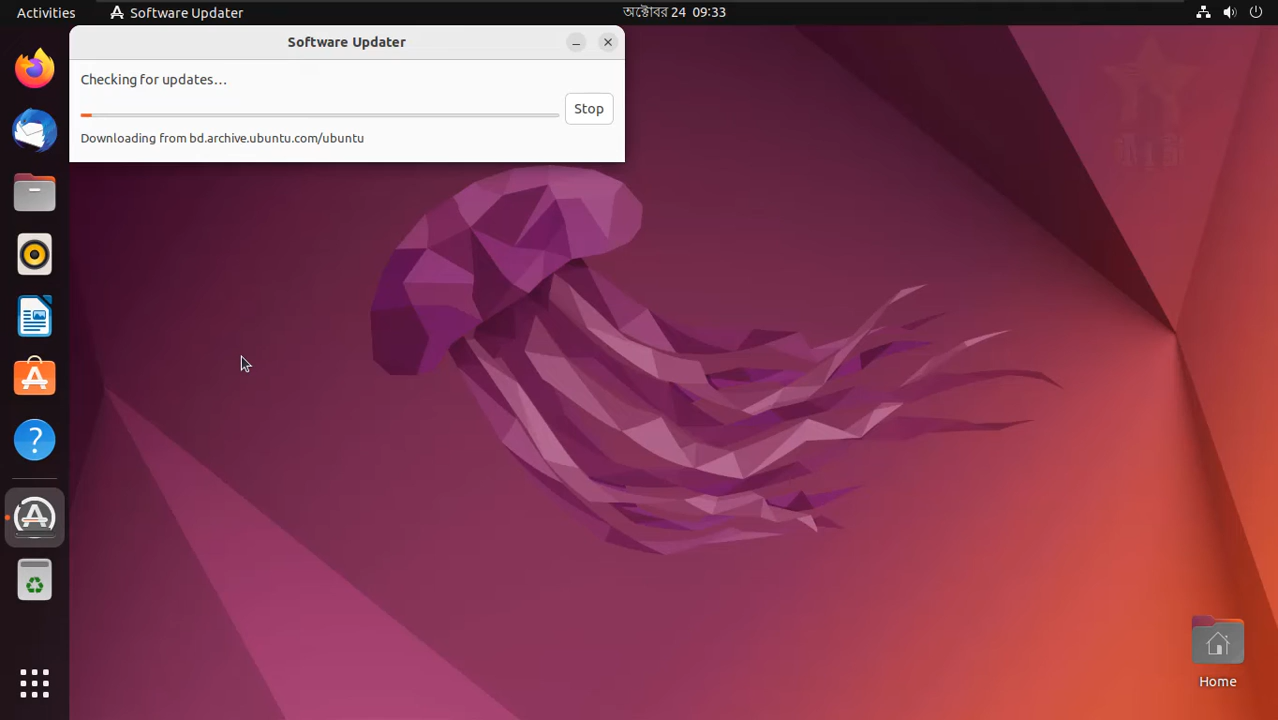 Activities
Software Updater
অক্টোবর 24 09:33
Software Updater
Checking for updates…
Stop
Downloading from bd.archive.ubuntu.com/ubuntu
Home